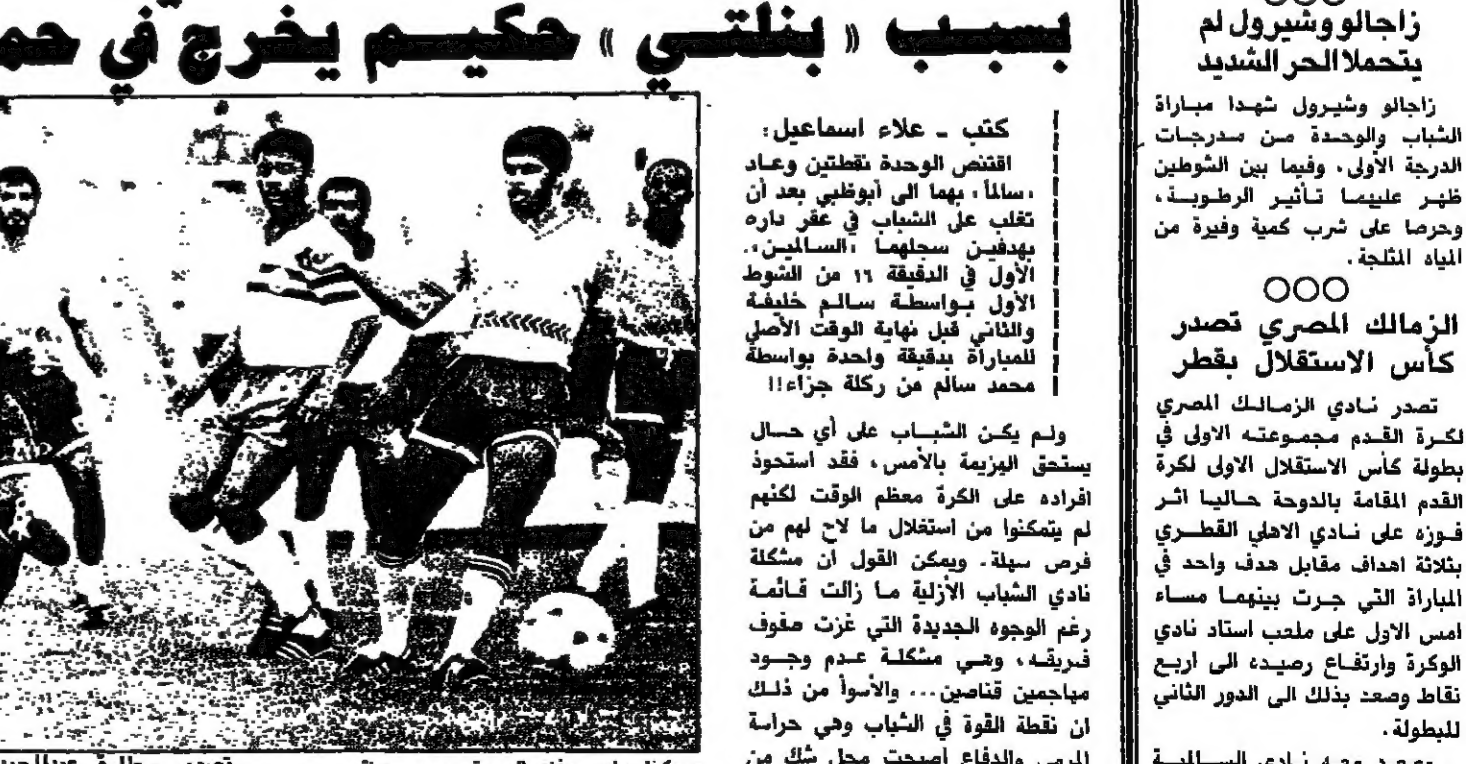 بسبب « بنلتي » حكيم يخرج في
كتب - علاء اسماعيل :
اقتنص الوحدة نقطتين وعاد
«سالماً» بهما الى أبوظبي بعد أن
تغلب على الشباب في عقر داره
بهدفين سجلهما «السالمين».
الأول في الدقيقة ١٦ من الشوط
الأول بواسطة سالم خليفة
والثاني قبل نهاية الوقت الأصلي
للمباراة بدقيقة واحدة بواسطة
محمد سالم من ركلة جزاء!!
ولم يكن الشباب على أي حال
يستحق الهزيمة بالأمس، فقد استحوذ
افراده على الكرة معظم الوقت لكنهم
لم يتمكنوا من استغلال ما لاح لهم من
فرص سهلة. ويمكن القول ان مشكلة
نادي الشباب الأزلية ما زالت قائمة
رغم الوجوه الجديدة التي غزت صفوف
فريقه، وهي مشكلة عدم وجود
مهاجمين قناصين... والأسوأ من ذلك
ان نقطة القوة في الشباب وهي حراسة
المرمى والدفاع أصبحت محل شك من
زاجالو وشيرول لم
يتحملا الحر الشديد
زاجالو وشيرول شهدا مباراة
الشباب والوحدة من مدرجات
الدرجة الأولى. وفيما بين الشوطين
ظهر عليهما تأثير الرطوبة،
وحرصا على شرب كمية وفيرة من
المياه المثلجة.
الزمالك المصري تصدر
كأس الاستقلال بقطر
تصدر نادي الزمالك المصري
لكرة القدم مجموعته الاولى في
بطولة كأس الاستقلال الاولى لكرة
القدم المقامة بالدوحة حاليا اثر
فوزه على نادي الاهلي القطري
بثلاثة اهداف مقابل هدف واحد في
المباراة التي جرت بينهما مساء
امس الاول على ملعب استاد نادي
الوكرة وارتفاع رصيده الى اربع
نقاط وصعد بذلك الى الدور الثاني
للبطولة.
وصعد معه نادي السالمية